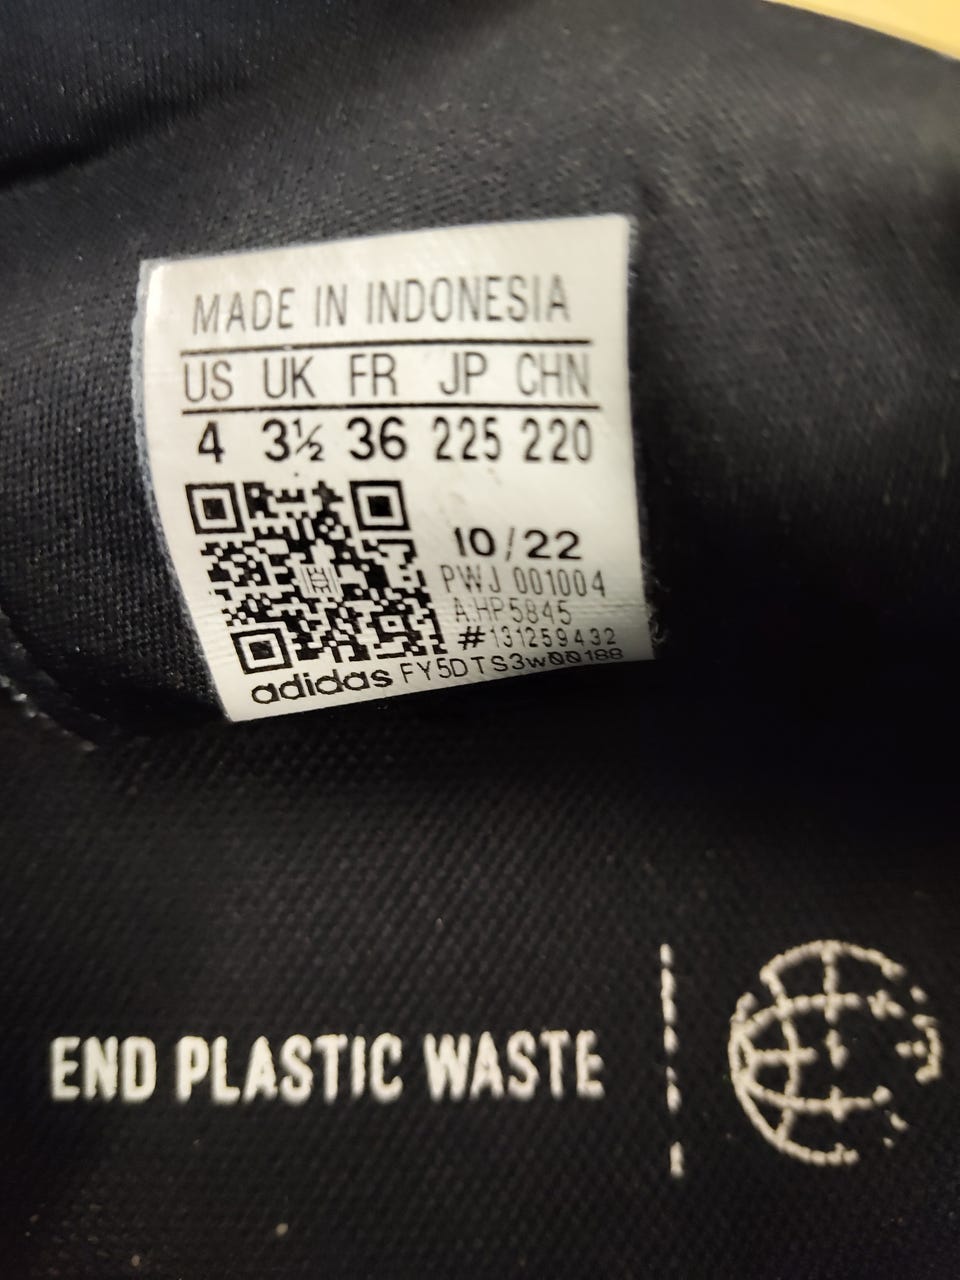 MADE IN INDONESIA
US UK FR JP CHN
4 3½ 36 225 220
10/22
PWJ 001004
A:HP5845
#131259432
adidas FY5DTS3w00188
END PLASTIC WASTE